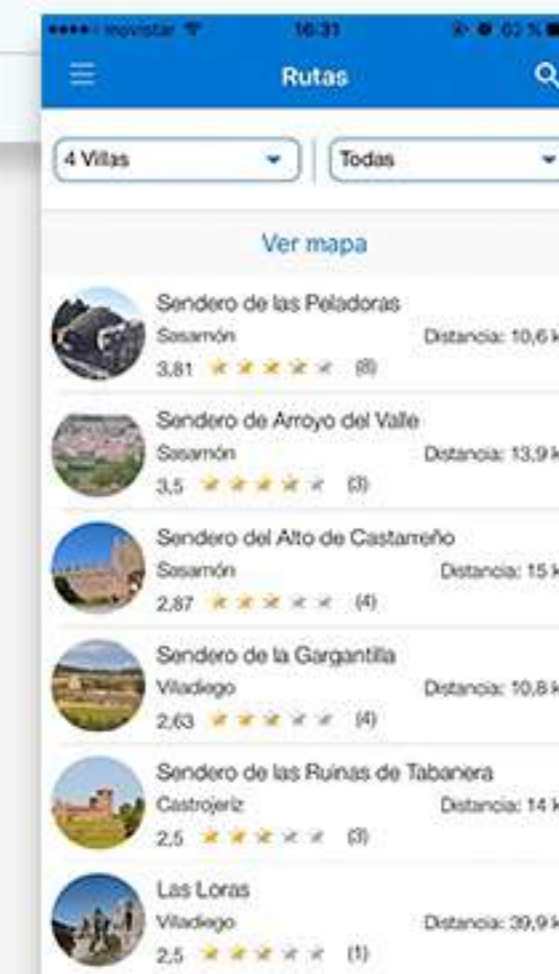 movistar 16:31 62 %
Rutas
4 Villas Todas
Ver mapa
Sendero de las Peladoras
Sasamón Distancia: 10,6 k
3,81 (8)
Sendero de Arroyo del Valle
Sasamón Distancia: 13,9 k
3,5 (3)
Sendero del Alto de Castarreño
Sasamón Distancia: 15 k
2,87 (4)
Sendero de la Gargantilla
Villadiego Distancia: 10,8 k
2,63 (4)
Sendero de las Ruinas de Tabanera
Castrojeriz Distancia: 14 k
2,5 (3)
Las Loras
Villadiego Distancia: 39,9 k
2,5 (1)